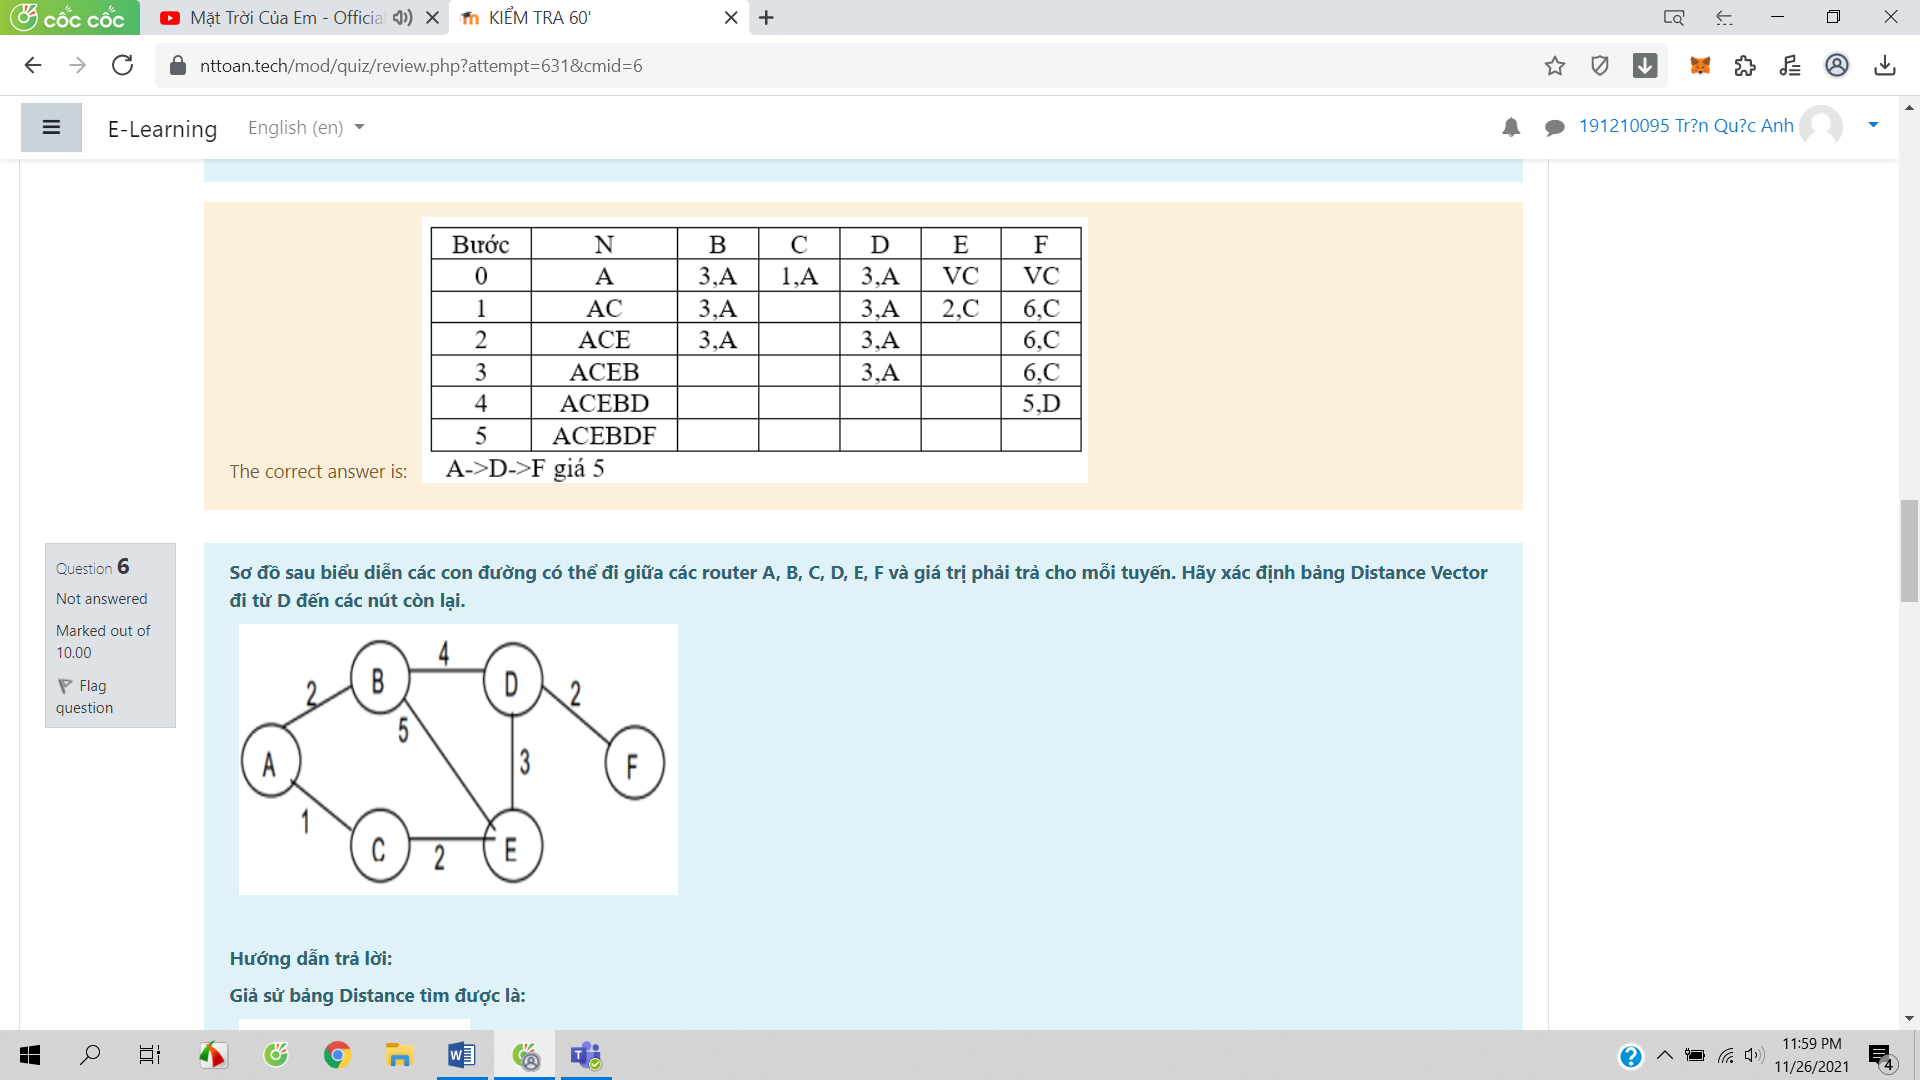 cốc cốc
Mặt Trời Của Em - Official
KIỂM TRA 60'
nttoan.tech/mod/quiz/review.php?attempt=631&cmid=6
E-Learning
English (en)
191210095 Tr?n Qu?c Anh
Bước N B C D E F
0 A 3,A 1,A 3,A VC VC
1 AC 3,A 3,A 2,C 6,C
2 ACE 3,A 3,A 6,C
3 ACEB 3,A 6,C
4 ACEBD 5,D
5 ACEBDF
The correct answer is: A->D->F giá 5
Question 6
Not answered
Marked out of
10.00
Flag
question
Sơ đồ sau biểu diễn các con đường có thể đi giữa các router A, B, C, D, E, F và giá trị phải trả cho mỗi tuyến. Hãy xác định bảng Distance Vector
đi từ D đến các nút còn lại.
4
B D
2 2
5
A 3 F
1
C E
2
Hướng dẫn trả lời:
Giả sử bảng Distance tìm được là:
11:59 PM
11/26/2021
4